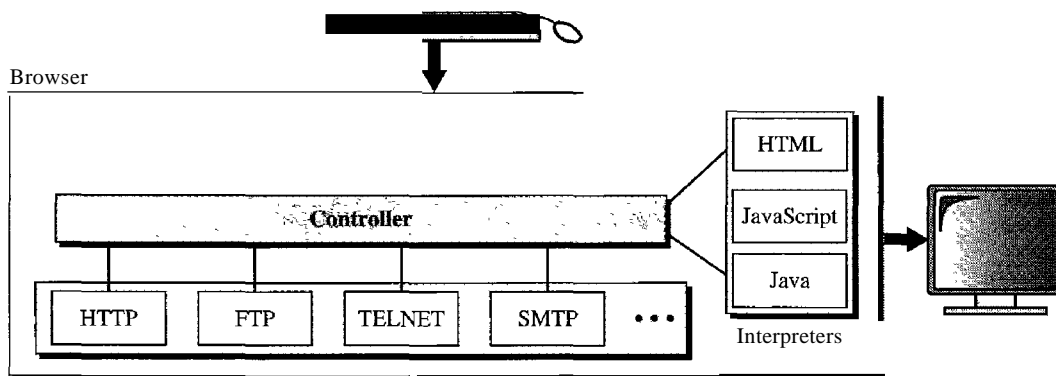 Browser
HTML
Controller
JavaScript
Java
HTTP
FTP
TELNET
SMTP
...
Interpreters